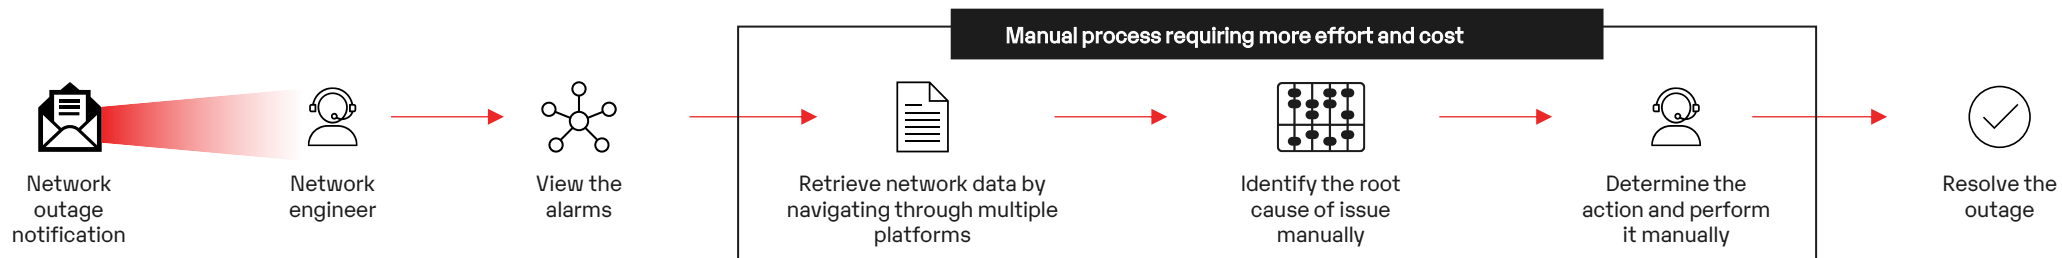 Manual process requiring more effort and cost
Network
outage
notification
Network
engineer
View the
alarms
Retrieve network data by
navigating through multiple
platforms
Identify the root
cause of issue
manually
Determine the
action and perform
it manually
Resolve the
outage